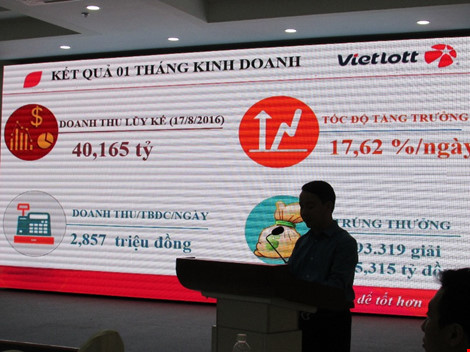 KẾT QUẢ 01 THÁNG KINH DOANH
Vietlott
DOANH THU LŨY KẾ (17/8/2016)
40,165 tỷ
TỐC ĐỘ TĂNG TRƯỞNG
17,62 %/ngày
DOANH THU/TBĐC/NGÀY
2,857 triệu đồng
TRÚNG THƯỞNG
03.319 giải
5,315 tỷ đồ
để tốt hơn